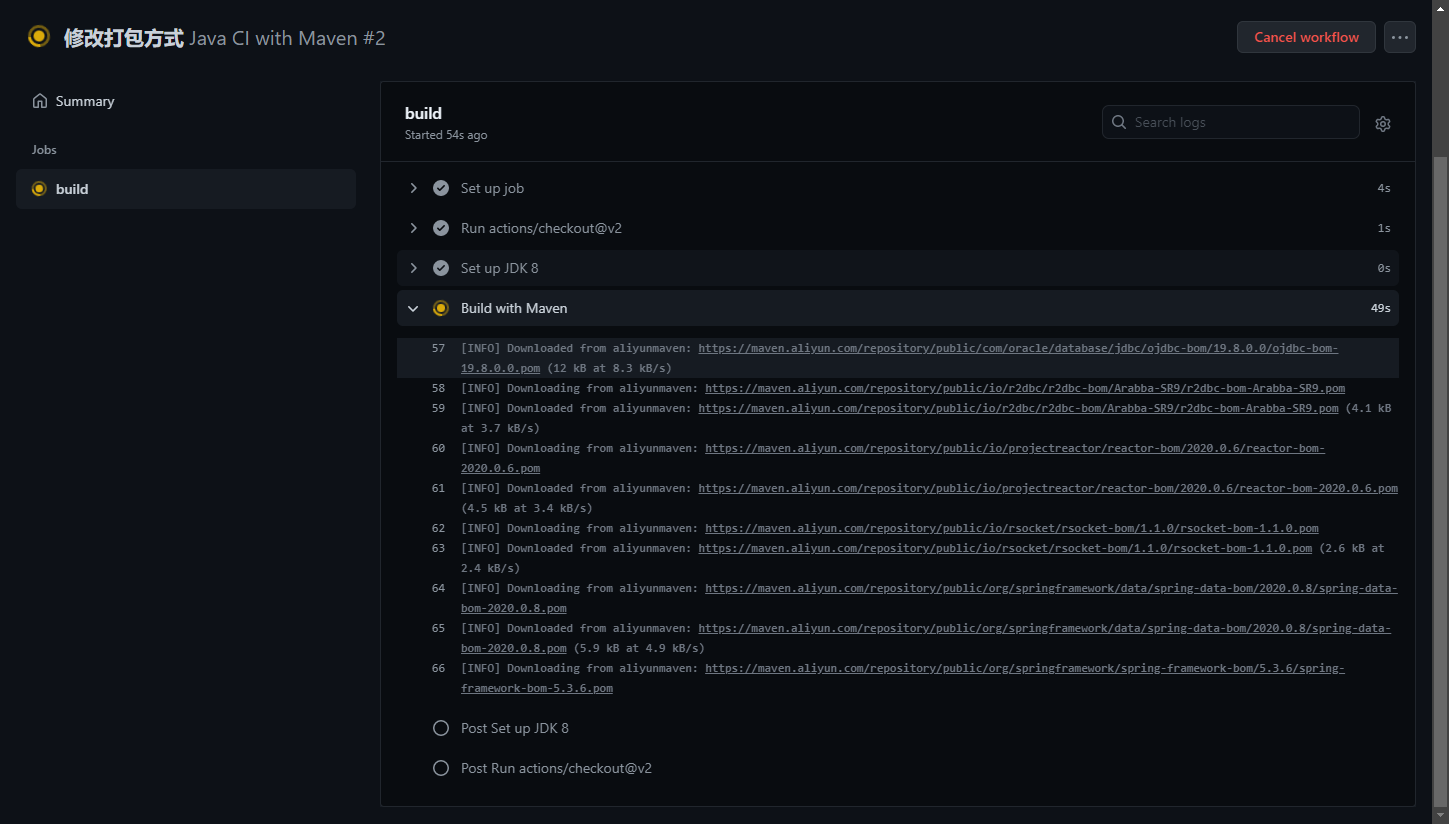 修改打包方式 Java CI with Maven #2
Cancel workflow
Summary
Jobs
build
build
Started 54s ago
Search logs
Set up job 4s
Run actions/checkout@v2 1s
Set up JDK 8 0s
Build with Maven 49s
57 [INFO] Downloaded from aliyunmaven: https://maven.aliyun.com/repository/public/com/oracle/database/jdbc/ojdbc-bom/19.8.0.0/ojdbc-bom-
19.8.0.0.pom (12 kB at 8.3 kB/s)
58 [INFO] Downloading from aliyunmaven: https://maven.aliyun.com/repository/public/io/r2dbc/r2dbc-bom/Arabba-SR9/r2dbc-bom-Arabba-SR9.pom
59 [INFO] Downloaded from aliyunmaven: https://maven.aliyun.com/repository/public/io/r2dbc/r2dbc-bom/Arabba-SR9/r2dbc-bom-Arabba-SR9.pom (4.1 kB
at 3.7 kB/s)
60 [INFO] Downloading from aliyunmaven: https://maven.aliyun.com/repository/public/io/projectreactor/reactor-bom/2020.0.6/reactor-bom-
2020.0.6.pom
61 [INFO] Downloaded from aliyunmaven: https://maven.aliyun.com/repository/public/io/projectreactor/reactor-bom/2020.0.6/reactor-bom-2020.0.6.pom
(4.5 kB at 3.4 kB/s)
62 [INFO] Downloading from aliyunmaven: https://maven.aliyun.com/repository/public/io/rsocket/rsocket-bom/1.1.0/rsocket-bom-1.1.0.pom
63 [INFO] Downloaded from aliyunmaven: https://maven.aliyun.com/repository/public/io/rsocket/rsocket-bom/1.1.0/rsocket-bom-1.1.0.pom (2.6 kB at
2.4 kB/s)
64 [INFO] Downloading from aliyunmaven: https://maven.aliyun.com/repository/public/org/springframework/data/spring-data-bom/2020.0.8/spring-data-
bom-2020.0.8.pom
65 [INFO] Downloaded from aliyunmaven: https://maven.aliyun.com/repository/public/org/springframework/data/spring-data-bom/2020.0.8/spring-data-
bom-2020.0.8.pom (5.9 kB at 4.9 kB/s)
66 [INFO] Downloading from aliyunmaven: https://maven.aliyun.com/repository/public/org/springframework/spring-framework-bom/5.3.6/spring-
framework-bom-5.3.6.pom
Post Set up JDK 8
Post Run actions/checkout@v2